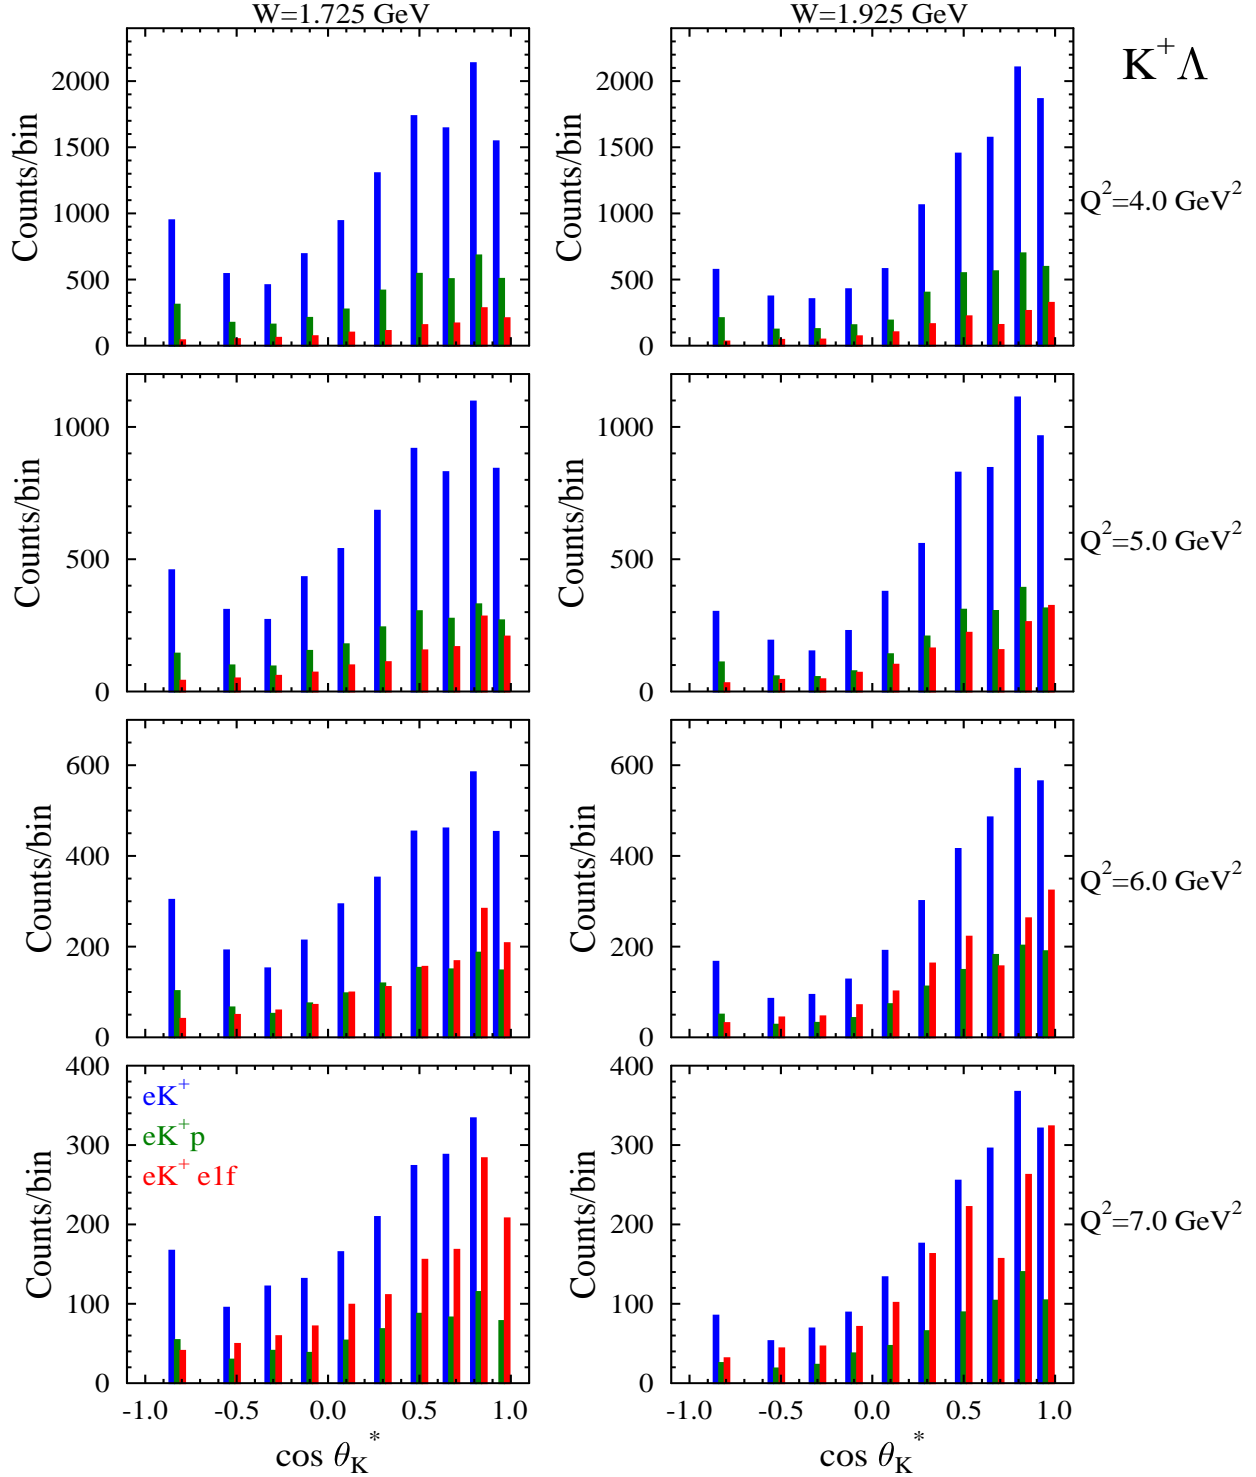 W=1.725 GeV
W=1.925 GeV
K⁺Λ
Counts/bin
2000
1500
1000
500
0
Counts/bin
2000
1500
1000
500
0
Q²=4.0 GeV²
Counts/bin
1000
500
0
Counts/bin
1000
500
0
Q²=5.0 GeV²
Counts/bin
600
400
200
0
Counts/bin
600
400
200
0
Q²=6.0 GeV²
Counts/bin
400
300
200
100
0
eK⁺
eK⁺p
eK⁺ e1f
Counts/bin
400
300
200
100
0
Q²=7.0 GeV²
-1.0 -0.5 0.0 0.5 1.0
-1.0 -0.5 0.0 0.5 1.0
cos θ_K*
cos θ_K*